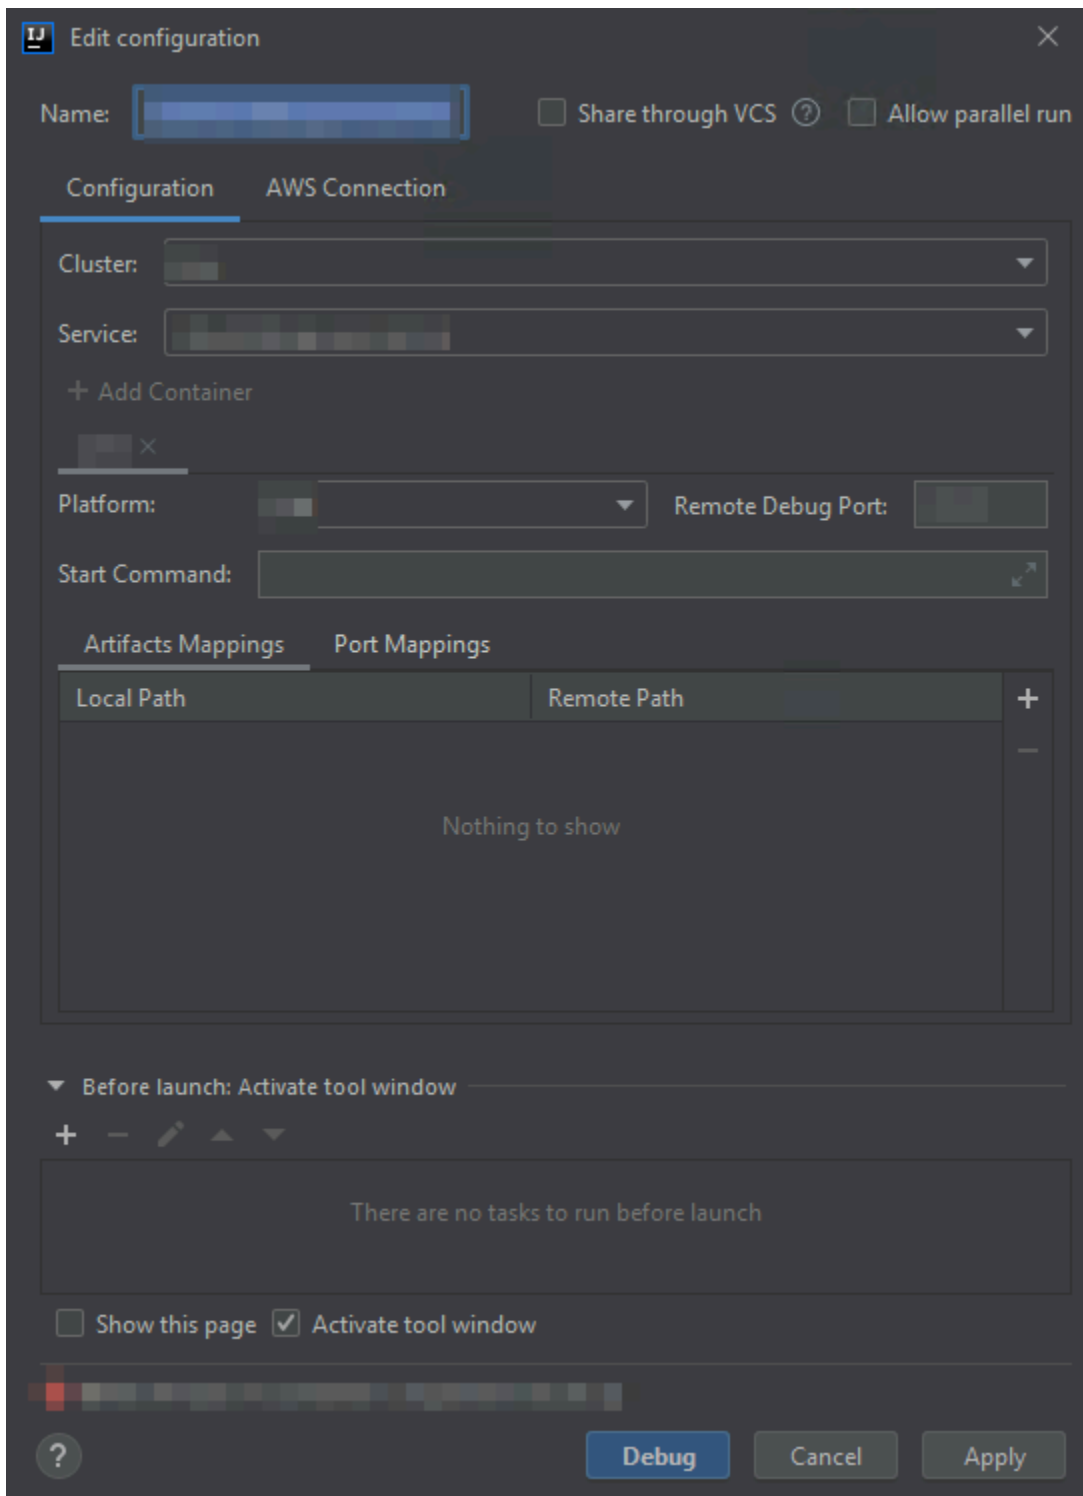 IJ Edit configuration
Name: Share through VCS ? Allow parallel run
Configuration AWS Connection
Cluster:
Service:
+ Add Container
Platform: Remote Debug Port:
Start Command:
Artifacts Mappings Port Mappings
Local Path Remote Path
Nothing to show
Before launch: Activate tool window
There are no tasks to run before launch
Show this page Activate tool window
? Debug Cancel Apply